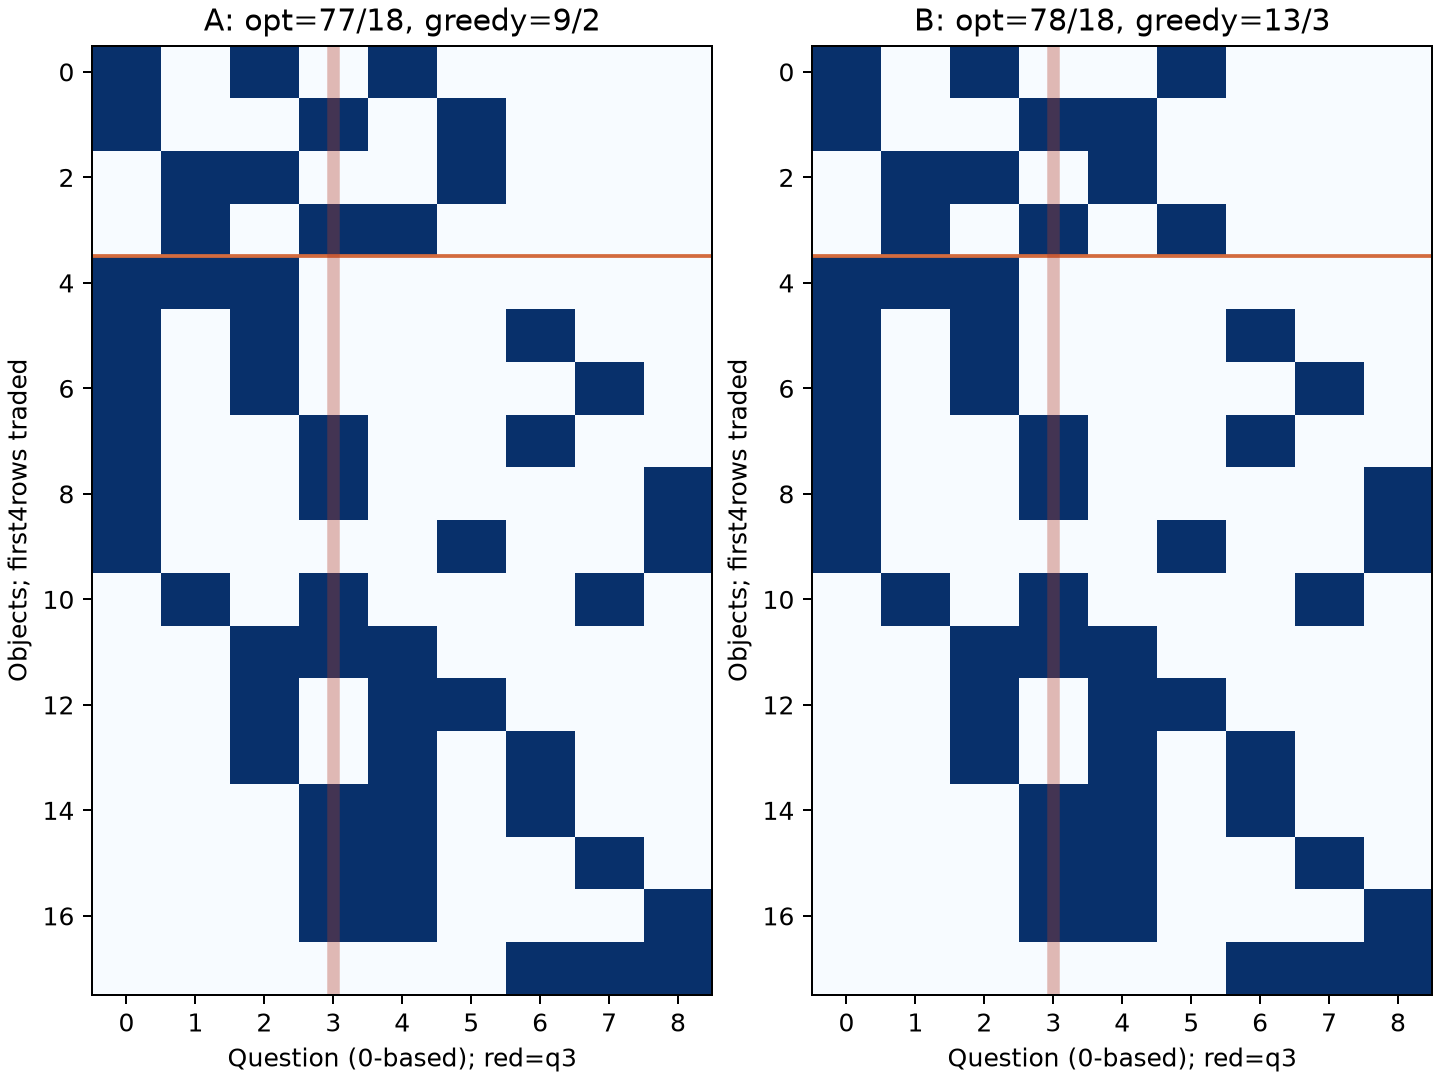 A: opt=77/18, greedy=9/2
B: opt=78/18, greedy=13/3
Objects; first4rows traded
0
2
4
6
8
10
12
14
16
0 1 2 3 4 5 6 7 8
Question (0-based); red=q3
Objects; first4rows traded
0
2
4
6
8
10
12
14
16
0 1 2 3 4 5 6 7 8
Question (0-based); red=q3